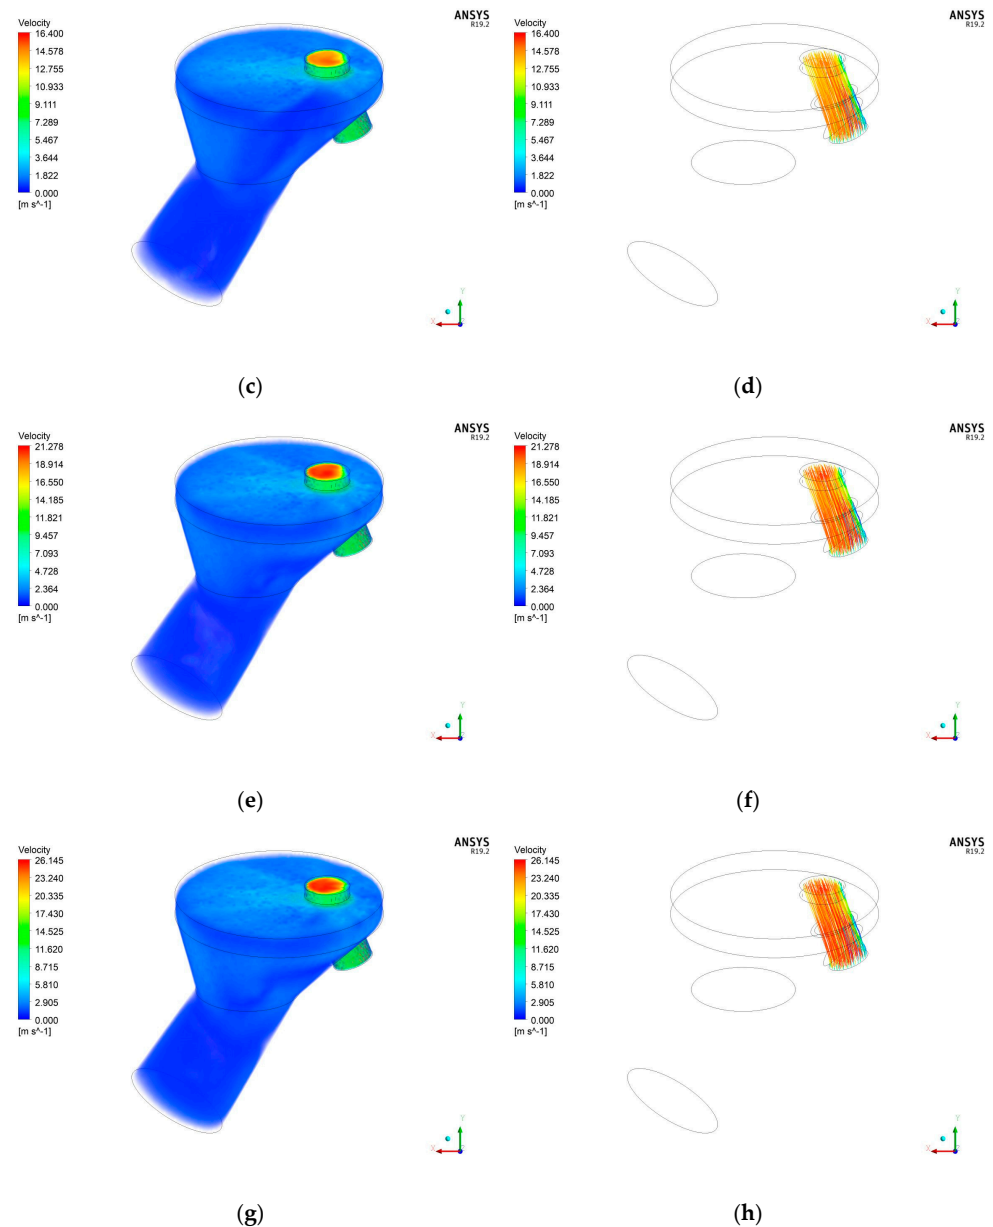 Velocity
ANSYS
R19.2
16.400
14.578
12.755
10.933
9.111
7.289
5.467
3.644
1.822
0.000
[m s^-1]
Y
X
Z
(c)
Velocity
ANSYS
R19.2
16.400
14.578
12.755
10.933
9.111
7.289
5.467
3.644
1.822
0.000
[m s^-1]
Y
X
Z
(d)
Velocity
ANSYS
R19.2
21.278
18.914
16.550
14.185
11.821
9.457
7.093
4.728
2.364
0.000
[m s^-1]
Y
X
Z
(e)
Velocity
ANSYS
R19.2
21.278
18.914
16.550
14.185
11.821
9.457
7.093
4.728
2.364
0.000
[m s^-1]
Y
X
Z
(f)
Velocity
ANSYS
R19.2
26.145
23.240
20.335
17.430
14.525
11.620
8.715
5.810
2.905
0.000
[m s^-1]
Y
X
Z
(g)
Velocity
ANSYS
R19.2
26.145
23.240
20.335
17.430
14.525
11.620
8.715
5.810
2.905
0.000
[m s^-1]
Y
X
Z
(h)